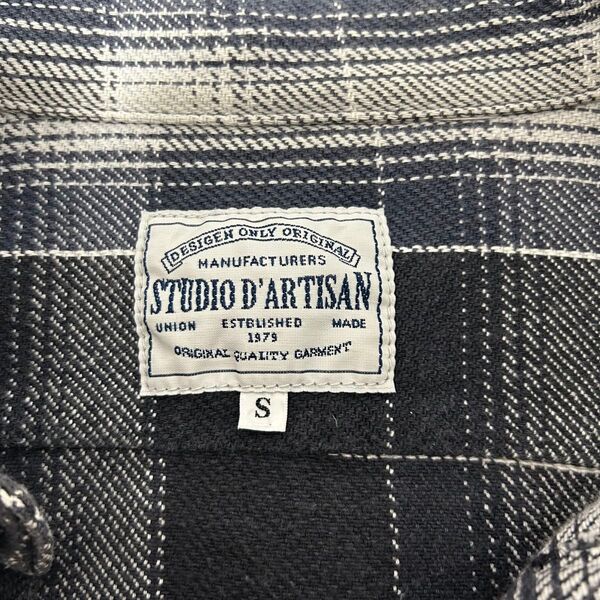 DESIGEN ONLY ORIGINAL
MANUFACTURERS
STUDIO D'ARTISAN
UNION ESTBLISHED MADE
1979
ORIGINAL QUALITY GARMENT
S